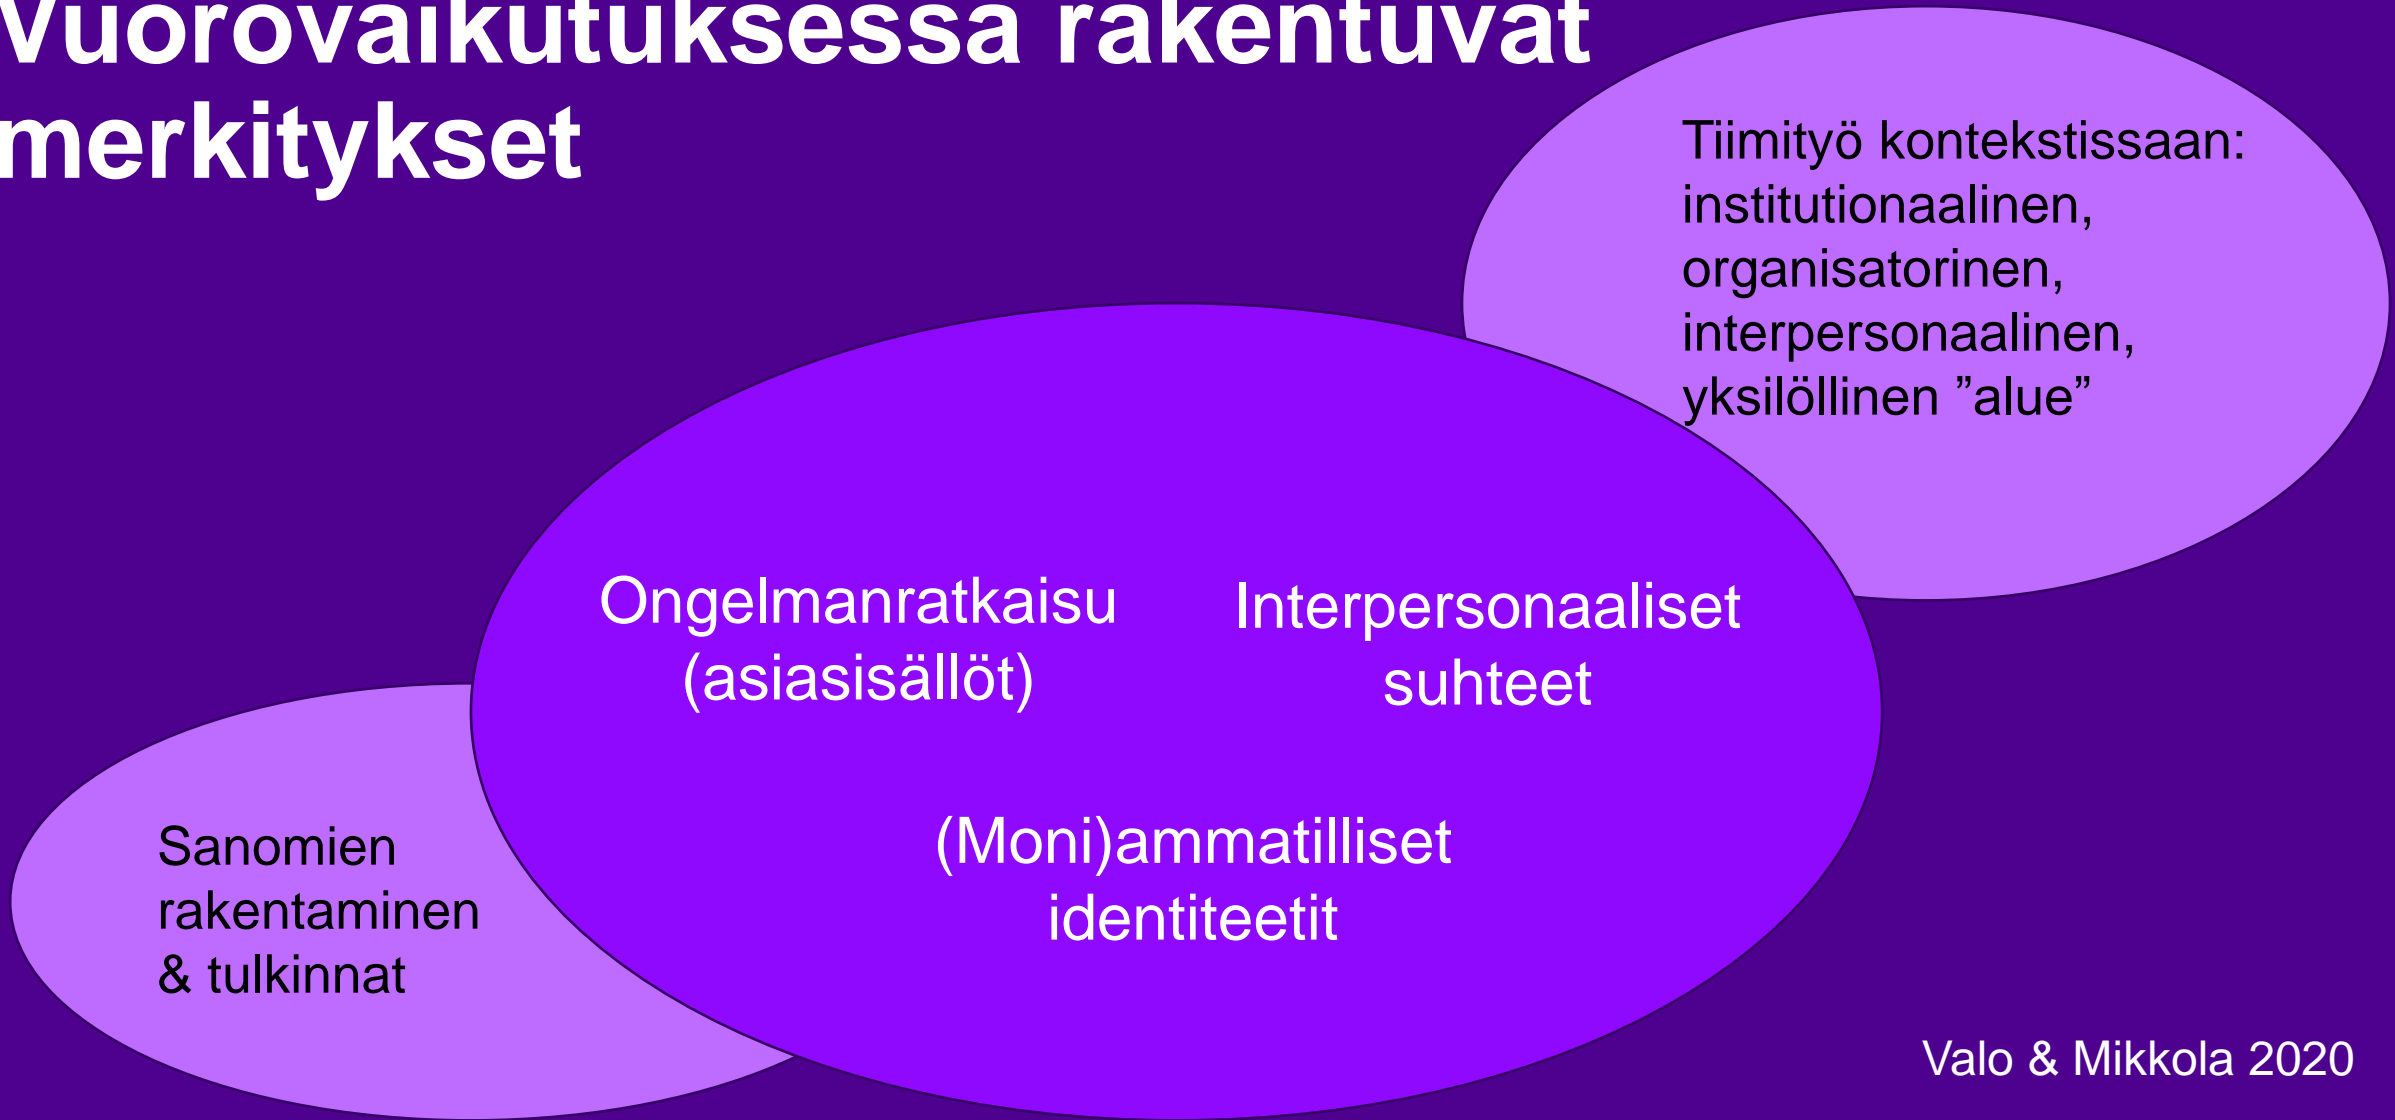 Vuorovaikutuksessa rakentuvat
merkitykset
Tiimityö kontekstissaan:
institutionaalinen,
organisatorinen,
interpersonaalinen,
yksilöllinen ”alue”
Ongelmanratkaisu
(asiasisällöt)
Interpersonaaliset
suhteet
(Moni)ammatilliset
identiteetit
Sanomien
rakentaminen
& tulkinnat
Valo & Mikkola 2020